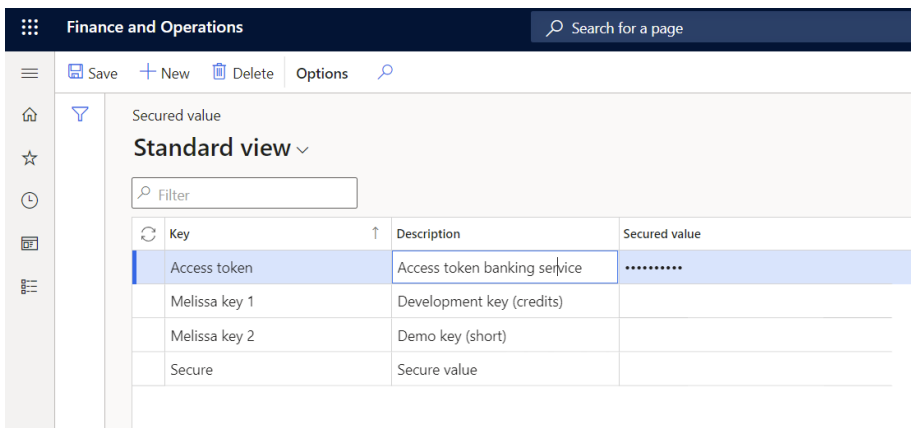 Finance and Operations Search for a page
Save New Delete Options
Secured value
Standard view
Filter
Key Description Secured value
Access token Access token banking service ••••••••••
Melissa key 1 Development key (credits)
Melissa key 2 Demo key (short)
Secure Secure value